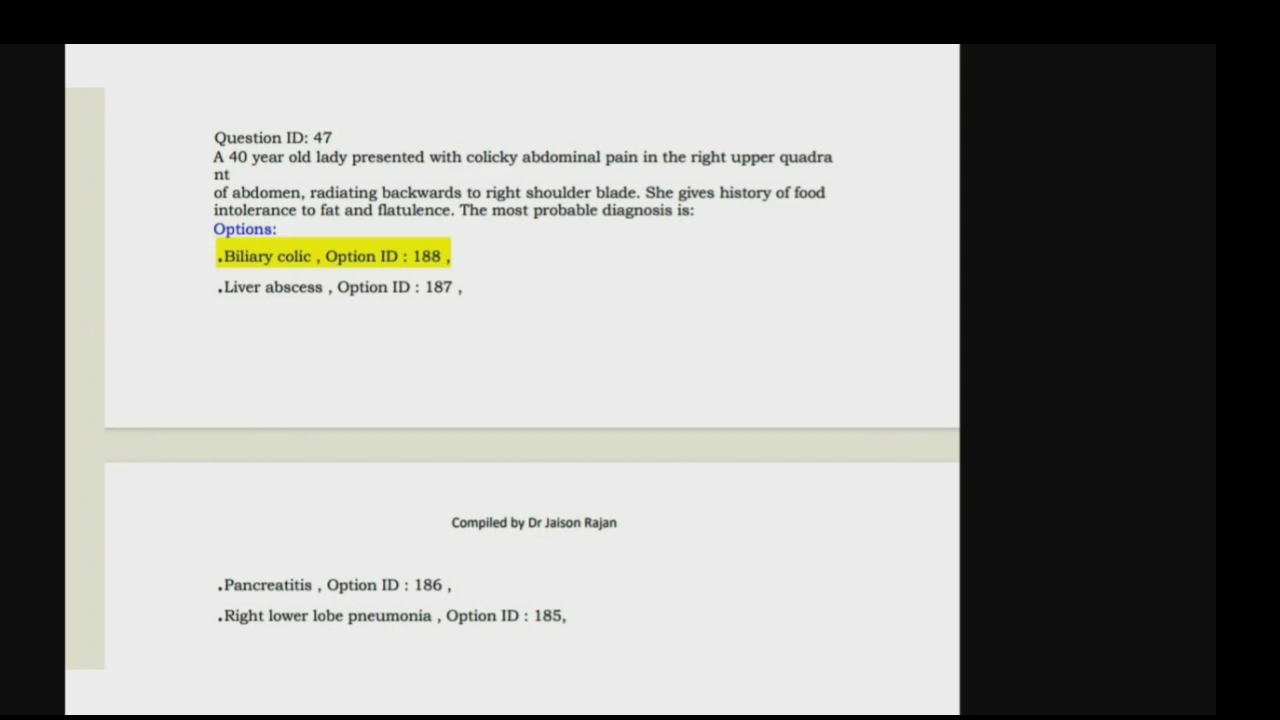 Question ID: 47
A 40 year old lady presented with colicky abdominal pain in the right upper quadra
nt
of abdomen, radiating backwards to right shoulder blade. She gives history of food
intolerance to fat and flatulence. The most probable diagnosis is:
Options:
.Biliary colic , Option ID : 188 ,
.Liver abscess , Option ID : 187 ,
Compiled by Dr Jaison Rajan
.Pancreatitis , Option ID : 186 ,
.Right lower lobe pneumonia , Option ID : 185,